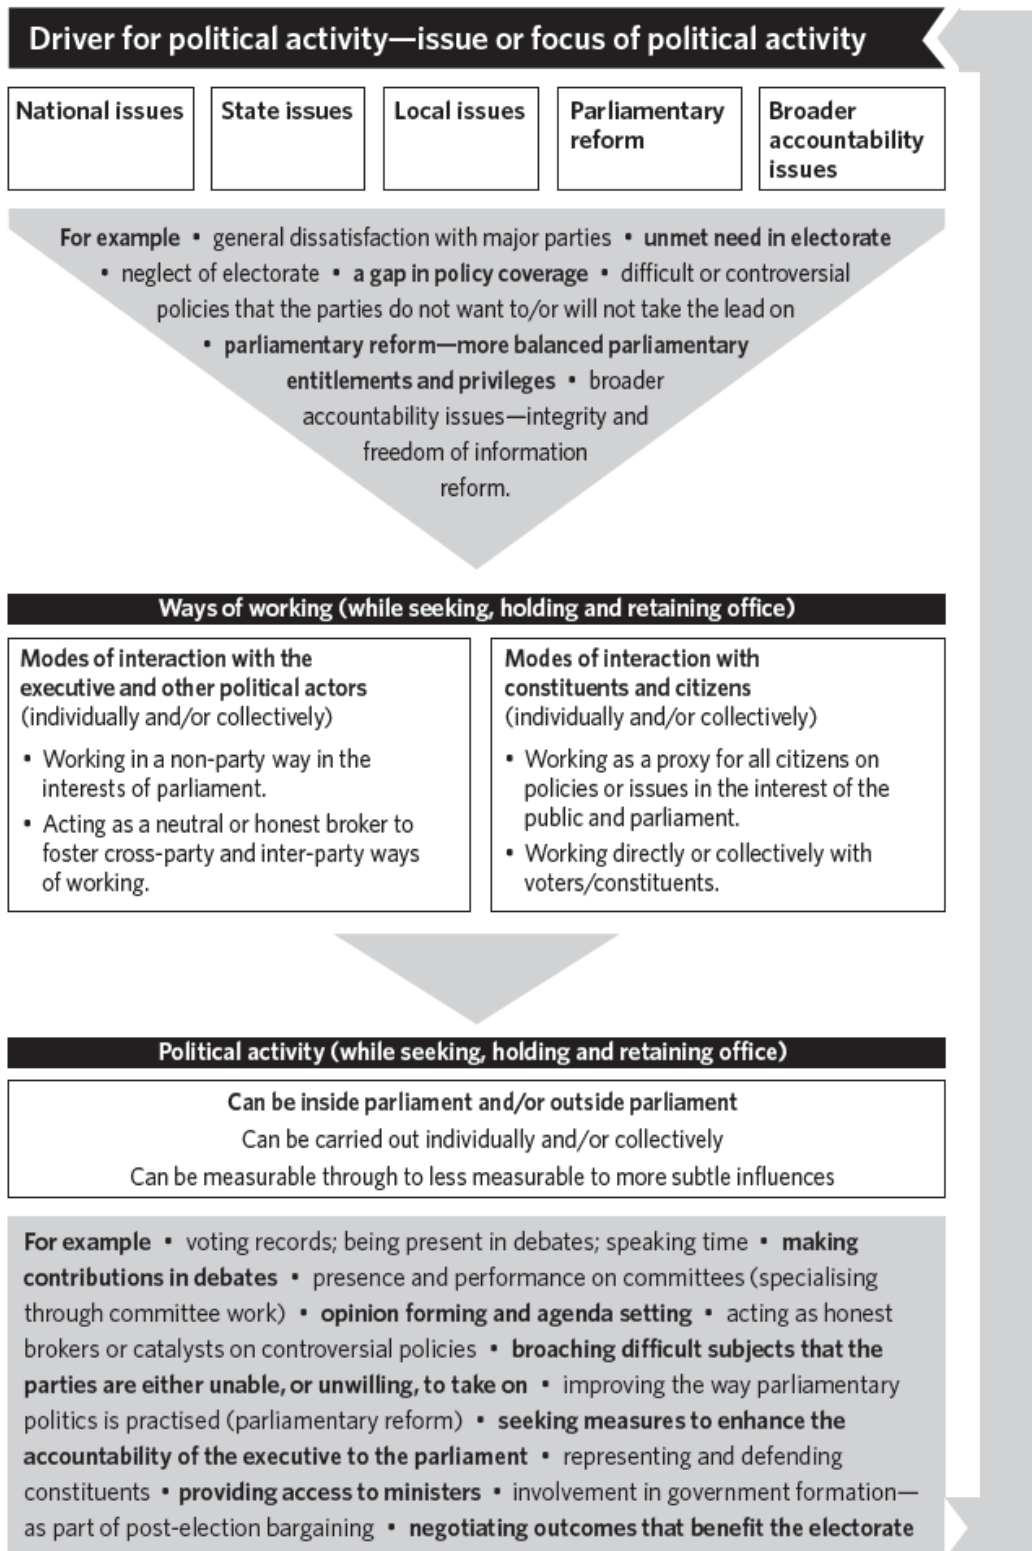 Driver for political activity—issue or focus of political activity
National issues
State issues
Local issues
Parliamentary
reform
Broader
accountability
issues
For example • general dissatisfaction with major parties • unmet need in electorate
• neglect of electorate • a gap in policy coverage • difficult or controversial
policies that the parties do not want to/or will not take the lead on
• parliamentary reform—more balanced parliamentary
entitlements and privileges • broader
accountability issues—integrity and
freedom of information
reform.
Ways of working (while seeking, holding and retaining office)
Modes of interaction with the
executive and other political actors
(individually and/or collectively)
• Working in a non-party way in the
interests of parliament.
• Acting as a neutral or honest broker to
foster cross-party and inter-party ways
of working.
Modes of interaction with
constituents and citizens
(individually and/or collectively)
• Working as a proxy for all citizens on
policies or issues in the interest of the
public and parliament.
• Working directly or collectively with
voters/constituents.
Political activity (while seeking, holding and retaining office)
Can be inside parliament and/or outside parliament
Can be carried out individually and/or collectively
Can be measurable through to less measurable to more subtle influences
For example • voting records; being present in debates; speaking time • making
contributions in debates • presence and performance on committees (specialising
through committee work) • opinion forming and agenda setting • acting as honest
brokers or catalysts on controversial policies • broaching difficult subjects that the
parties are either unable, or unwilling, to take on • improving the way parliamentary
politics is practised (parliamentary reform) • seeking measures to enhance the
accountability of the executive to the parliament • representing and defending
constituents • providing access to ministers • involvement in government formation—
as part of post-election bargaining • negotiating outcomes that benefit the electorate